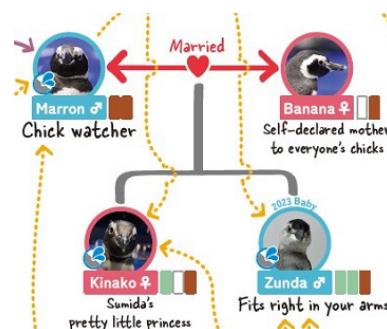 Married
Marron ♂
Banana ♀
Chick watcher
Self-declared mother
to everyone's chicks
2023 Baby
Kinako ♀
Zunda ♂
Sumida's
pretty little princess
Fits right in your arms